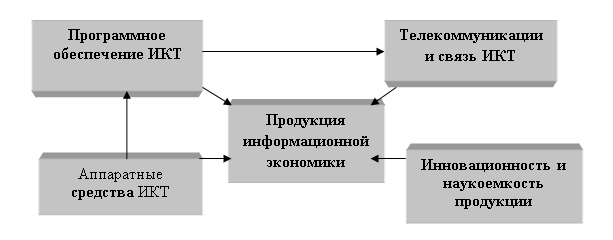 Программное
обеспечение ИКТ
Телекоммуникации
и связь ИКТ
Продукция
информационной
экономики
Аппаратные
средства ИКТ
Инновационность и
наукоемкость
продукции